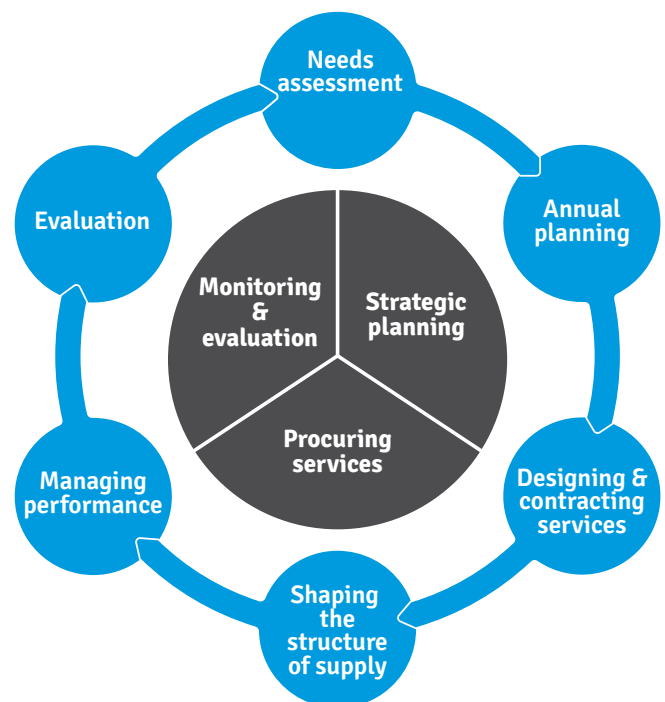 Needs
assessment
Annual
planning
Designing &
contracting
services
Shaping
the
structure
of supply
Managing
performance
Evaluation
Monitoring
&
evaluation
Strategic
planning
Procuring
services